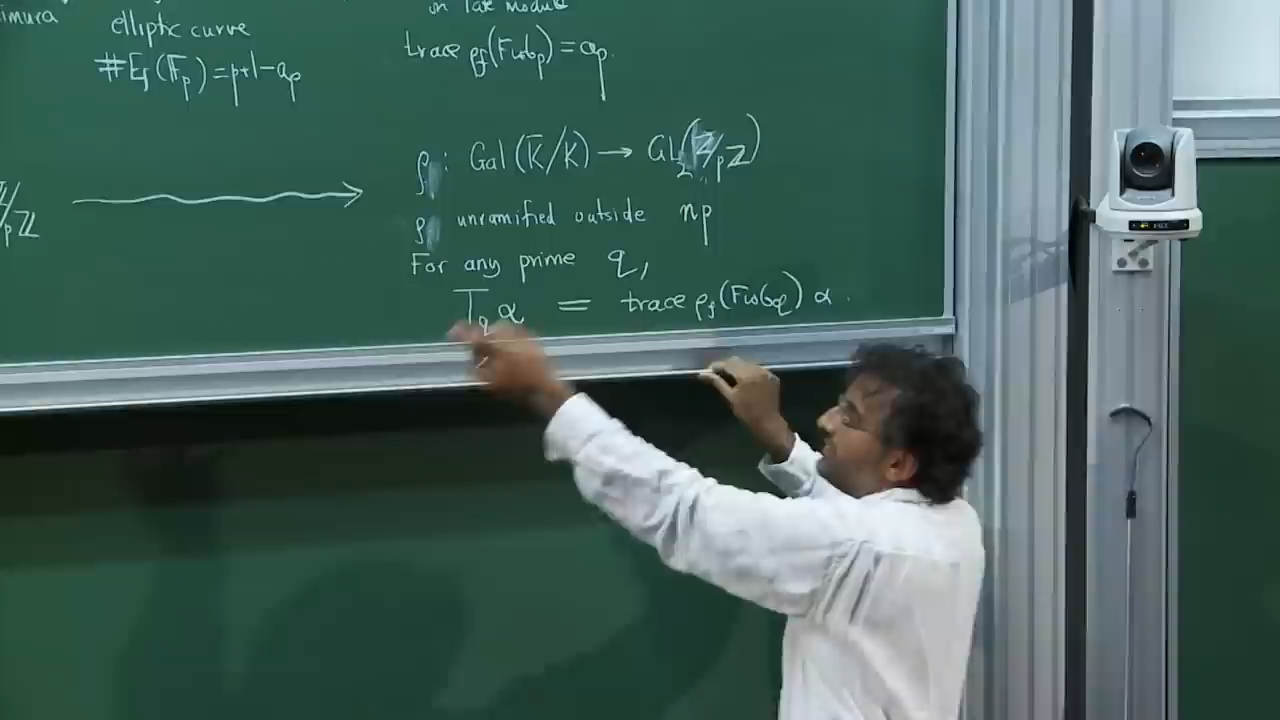 imura
elliptic curve
#E_f(𝔽_p)=p+1-a_p
in Tate module
trace ρ_f(Frob_p)=a_p.
ρ : Gal(K̄/K) → GL_2(ℤ/pℤ)
ρ unramified outside np
/pℤ
For any prime q,
T_q α = trace ρ_f(Frob_q) α.